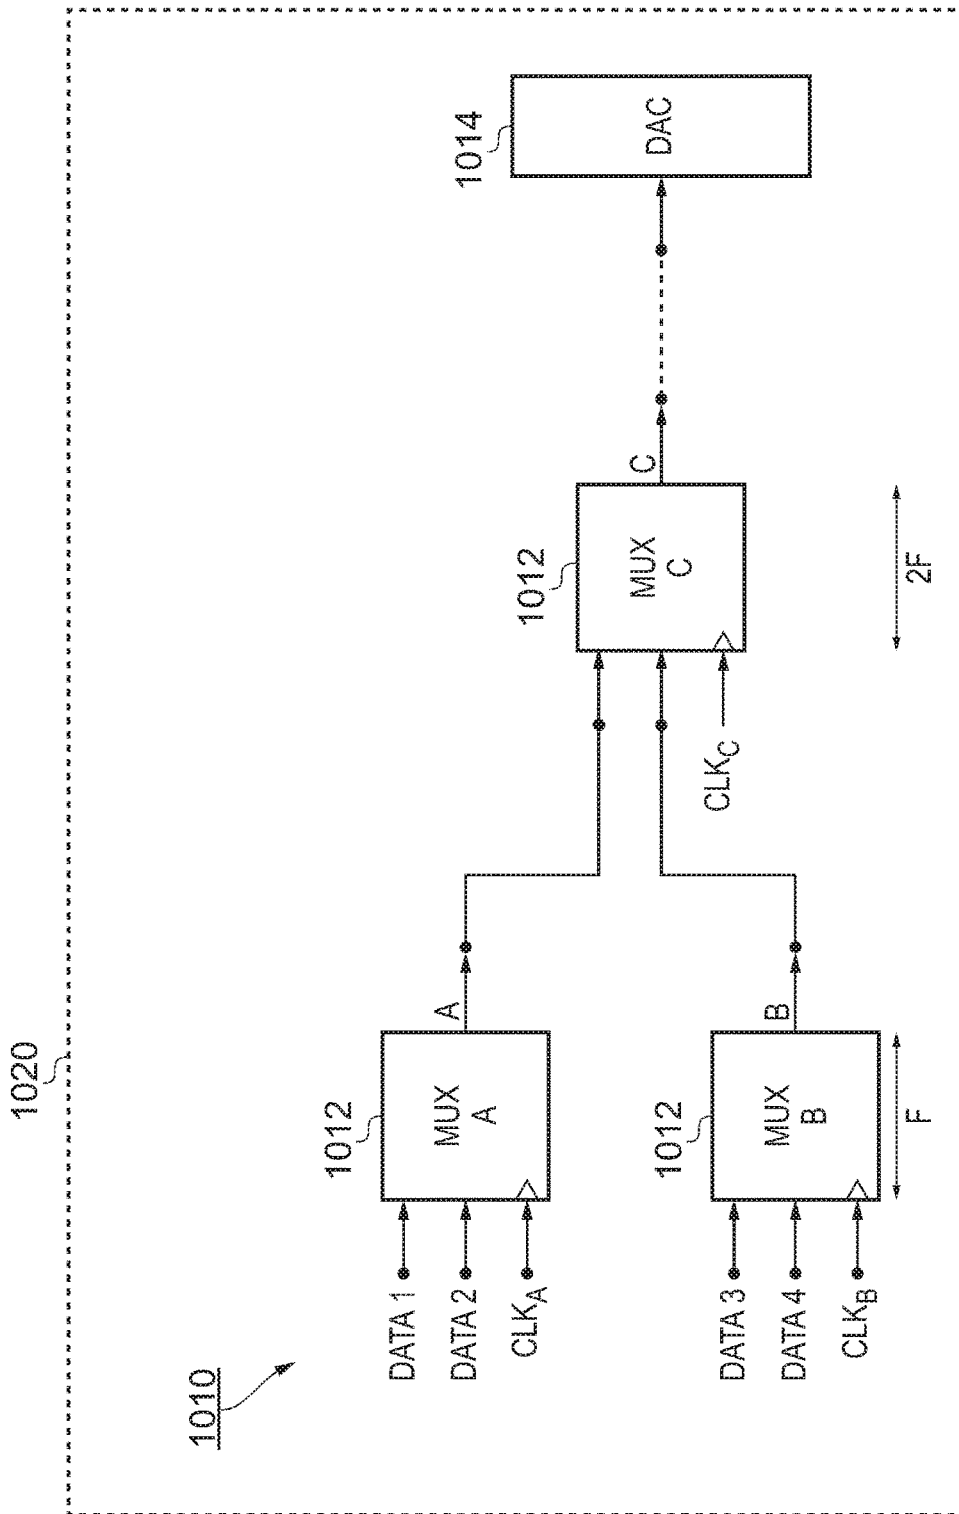 1020
1010
DATA 1
DATA 2
CLKA
1012
MUX
A
A
DATA 3
DATA 4
CLKB
1012
MUX
B
B
F
CLKC
1012
MUX
C
C
2F
1014
DAC